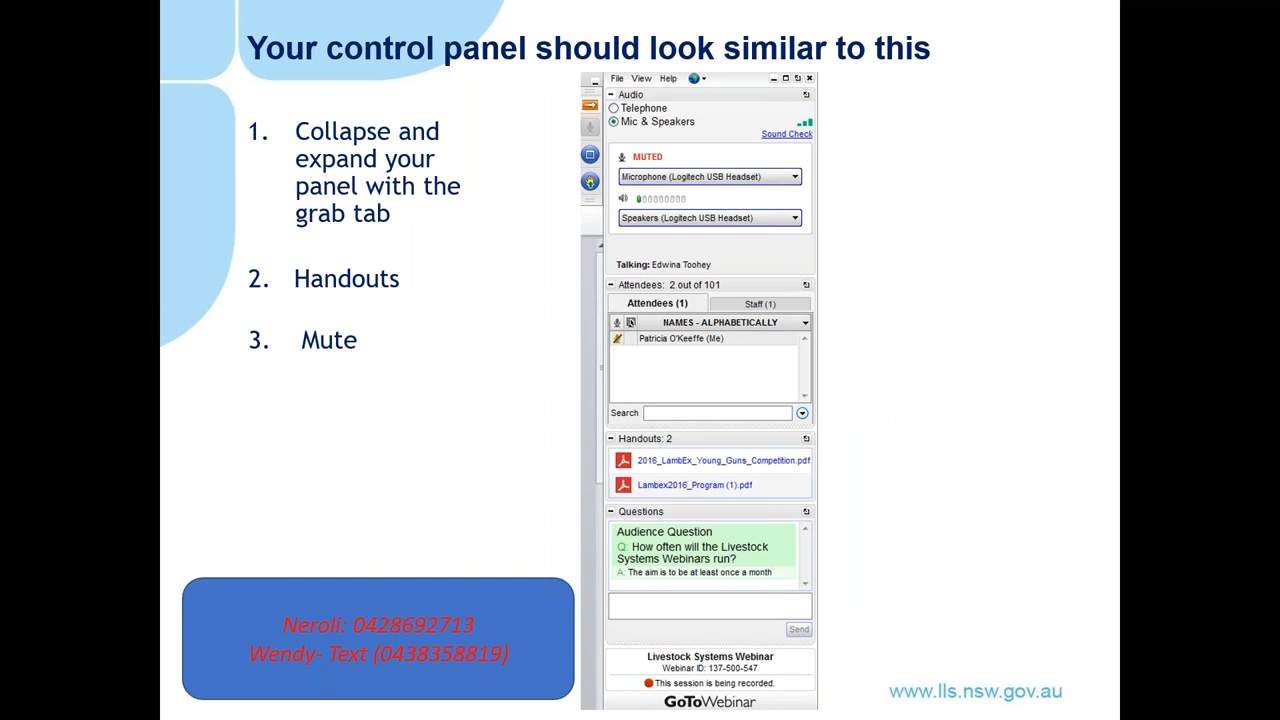 Your control panel should look similar to this
1. Collapse and
expand your
panel with the
grab tab
2. Handouts
3. Mute
File View Help
Audio
Telephone
Mic & Speakers
Sound Check
MUTED
Microphone (Logitech USB Headset)
Speakers (Logitech USB Headset)
Talking: Edwina Toohey
Attendees: 2 out of 101
Attendees (1) Staff (1)
NAMES - ALPHABETICALLY
Patricia O'Keeffe (Me)
Search
Handouts: 2
2016_LambEx_Young_Guns_Competition.pdf
Lambex2016_Program (1).pdf
Questions
Audience Question
Q: How often will the Livestock
Systems Webinars run?
A: The aim is to be at least once a month
Send
Livestock Systems Webinar
Webinar ID: 137-500-547
This session is being recorded.
GoToWebinar
Neroli: 0428692713
Wendy- Text (0438358819)
www.lls.nsw.gov.au